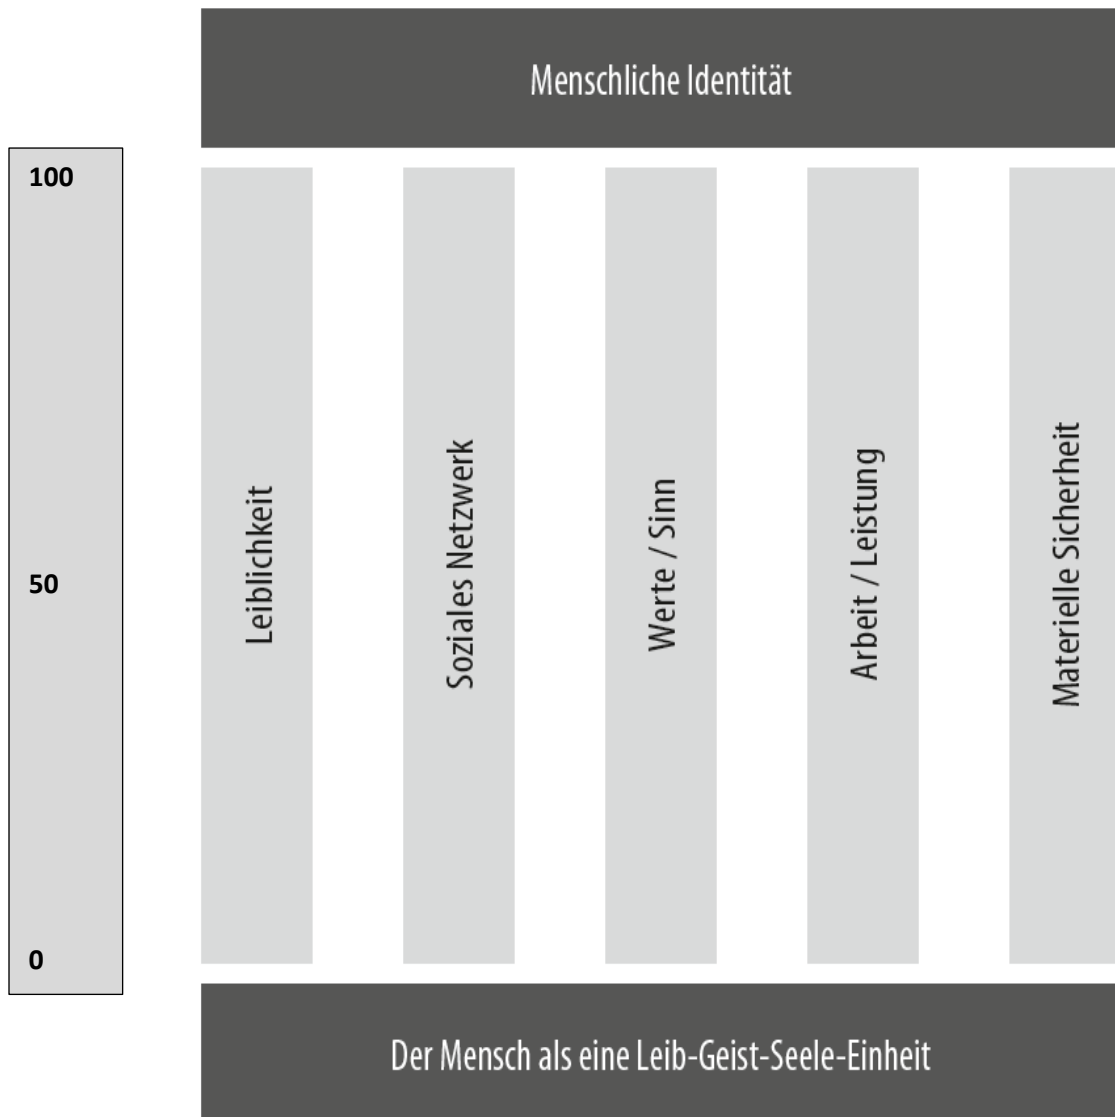 Menschliche Identität
100
50
0
Leiblichkeit
Soziales Netzwerk
Werte / Sinn
Arbeit / Leistung
Materielle Sicherheit
Der Mensch als eine Leib-Geist-Seele-Einheit